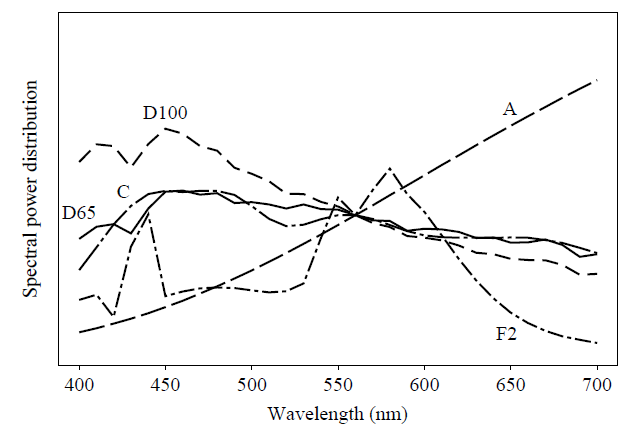 A
D100
C
D65
F2
Spectral power distribution
400 450 500 550 600 650 700
Wavelength (nm)